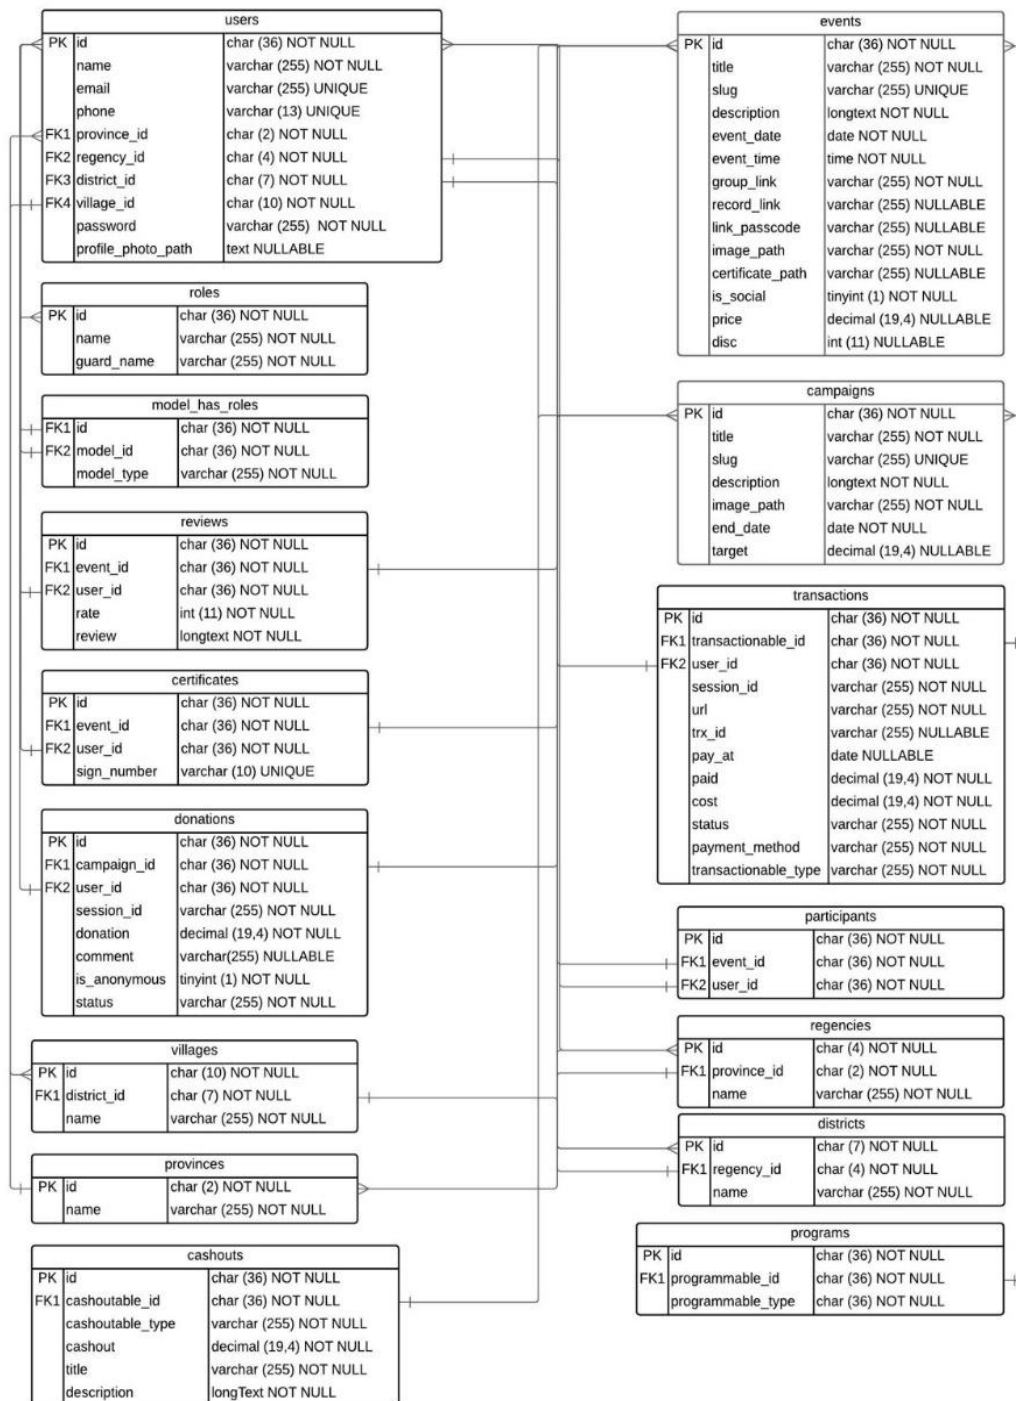 users
PK id char (36) NOT NULL
name varchar (255) NOT NULL
email varchar (255) UNIQUE
phone varchar (13) UNIQUE
FK1 province_id char (2) NOT NULL
FK2 regency_id char (4) NOT NULL
FK3 district_id char (7) NOT NULL
FK4 village_id char (10) NOT NULL
password varchar (255) NOT NULL
profile_photo_path text NULLABLE
roles
PK id char (36) NOT NULL
name varchar (255) NOT NULL
guard_name varchar (255) NOT NULL
model_has_roles
FK1 id char (36) NOT NULL
FK2 model_id char (36) NOT NULL
model_type varchar (255) NOT NULL
reviews
PK id char (36) NOT NULL
FK1 event_id char (36) NOT NULL
FK2 user_id char (36) NOT NULL
rate int (11) NOT NULL
review longtext NOT NULL
certificates
PK id char (36) NOT NULL
FK1 event_id char (36) NOT NULL
FK2 user_id char (36) NOT NULL
sign_number varchar (10) UNIQUE
donations
PK id char (36) NOT NULL
FK1 campaign_id char (36) NOT NULL
FK2 user_id char (36) NOT NULL
session_id varchar (255) NOT NULL
donation decimal (19,4) NOT NULL
comment varchar(255) NULLABLE
is_anonymous tinyint (1) NOT NULL
status varchar (255) NOT NULL
villages
PK id char (10) NOT NULL
FK1 district_id char (7) NOT NULL
name varchar (255) NOT NULL
provinces
PK id char (2) NOT NULL
name varchar (255) NOT NULL
cashouts
PK id char (36) NOT NULL
FK1 cashoutable_id char (36) NOT NULL
cashoutable_type varchar (255) NOT NULL
cashout decimal (19,4) NOT NULL
title varchar (255) NOT NULL
description longText NOT NULL
events
PK id char (36) NOT NULL
title varchar (255) NOT NULL
slug varchar (255) UNIQUE
description longtext NOT NULL
event_date date NOT NULL
event_time time NOT NULL
group_link varchar (255) NOT NULL
record_link varchar (255) NULLABLE
link_passcode varchar (255) NULLABLE
image_path varchar (255) NOT NULL
certificate_path varchar (255) NULLABLE
is_social tinyint (1) NOT NULL
price decimal (19,4) NULLABLE
disc int (11) NULLABLE
campaigns
PK id char (36) NOT NULL
title varchar (255) NOT NULL
slug varchar (255) UNIQUE
description longtext NOT NULL
image_path varchar (255) NOT NULL
end_date date NOT NULL
target decimal (19,4) NULLABLE
transactions
PK id char (36) NOT NULL
FK1 transactionable_id char (36) NOT NULL
FK2 user_id char (36) NOT NULL
session_id varchar (255) NOT NULL
url varchar (255) NOT NULL
trx_id varchar (255) NULLABLE
pay_at date NULLABLE
paid decimal (19,4) NOT NULL
cost decimal (19,4) NOT NULL
status varchar (255) NOT NULL
payment_method varchar (255) NOT NULL
transactionable_type varchar (255) NOT NULL
participants
PK id char (36) NOT NULL
FK1 event_id char (36) NOT NULL
FK2 user_id char (36) NOT NULL
regencies
PK id char (4) NOT NULL
FK1 province_id char (2) NOT NULL
name varchar (255) NOT NULL
districts
PK id char (7) NOT NULL
FK1 regency_id char (4) NOT NULL
name varchar (255) NOT NULL
programs
PK id char (36) NOT NULL
FK1 programmable_id char (36) NOT NULL
programmable_type char (36) NOT NULL